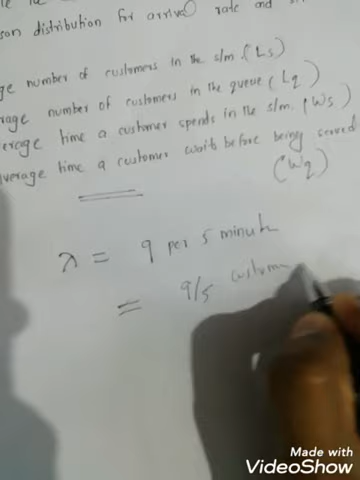 son distribution for arrival rate and
ge number of customers in the s/m (Ls)
rage number of customers in the queue (Lq)
erage time a customer spends in the s/m (Ws)
verage time a customer waits before being served
(Wq)
λ = 9 per 5 minute
= 9/5 custome
Made with
VideoShow